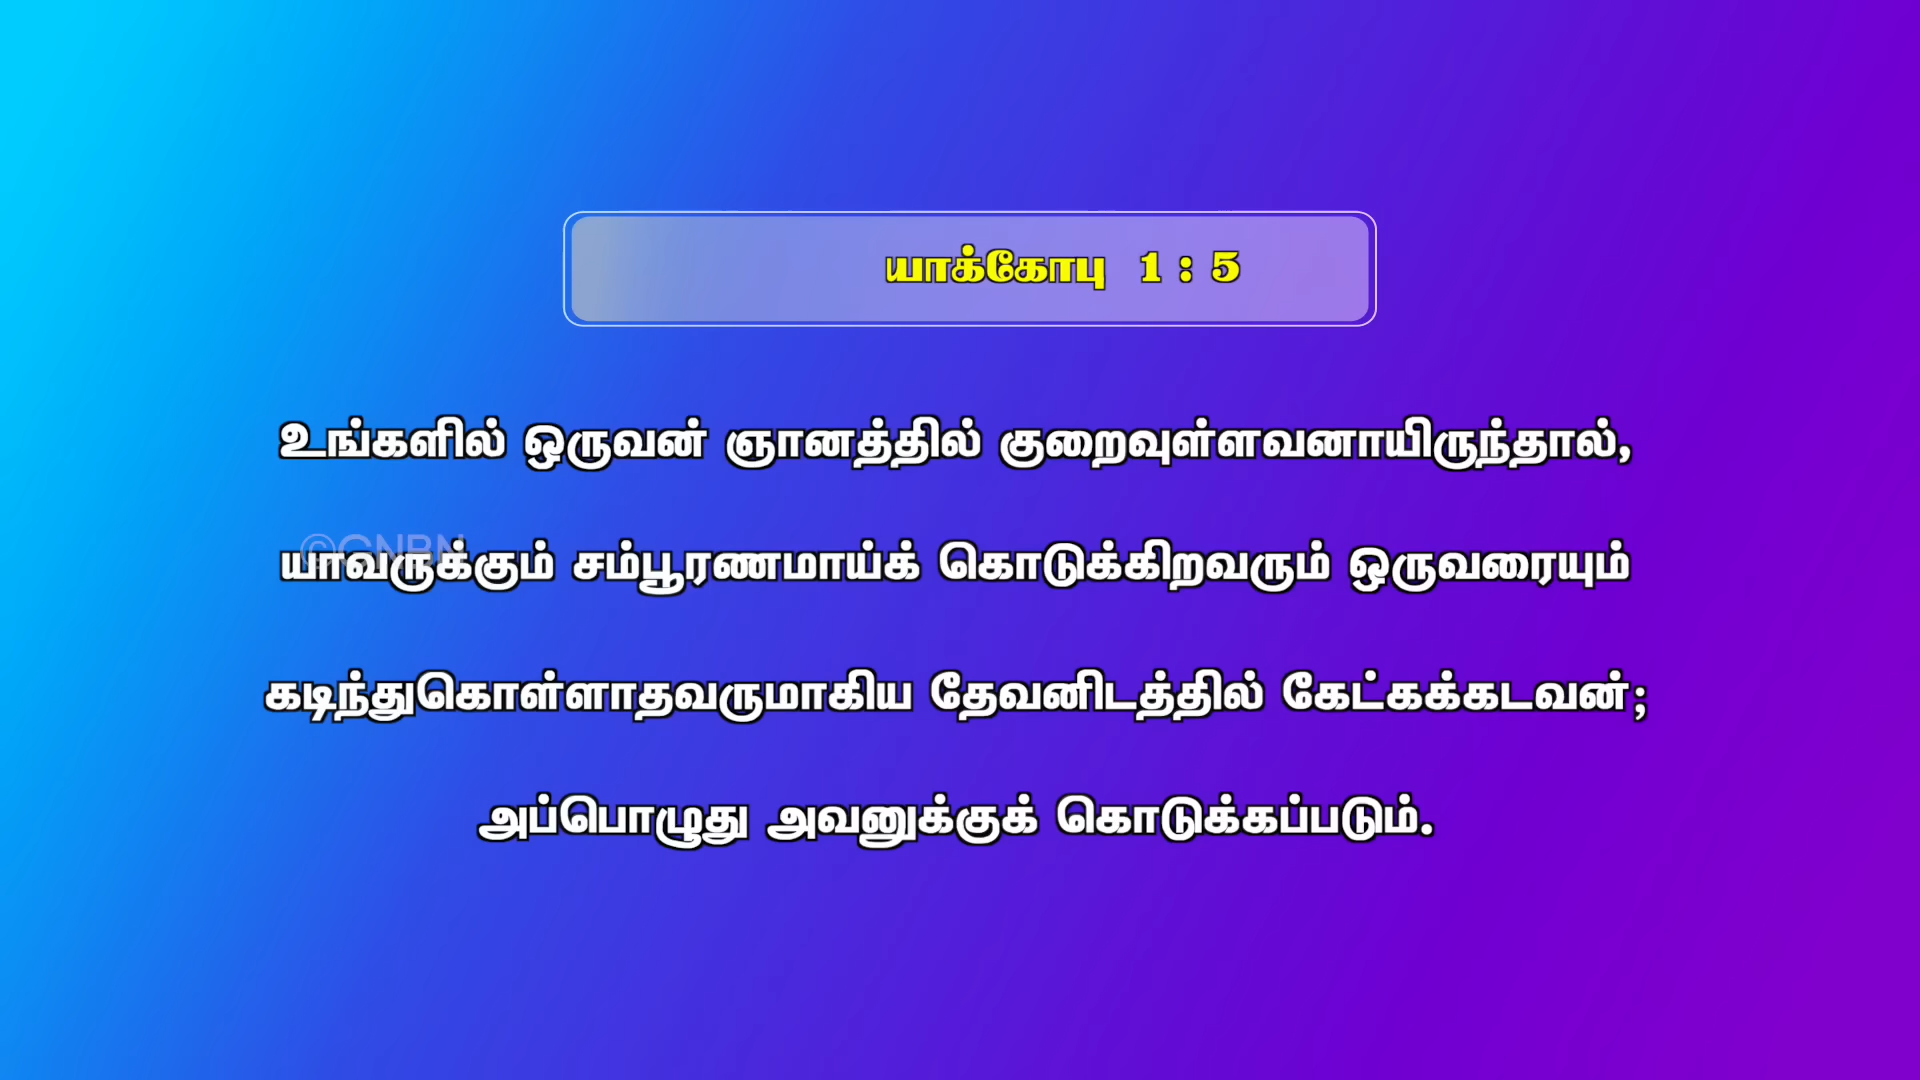 யாக்கோபு 1 : 5
உங்களில் ஒருவன் ஞானத்தில் குறைவுள்ளவனாயிருந்தால்,
©GNBN
யாவருக்கும் சம்பூரணமாய்க் கொடுக்கிறவரும் ஒருவரையும்
கடிந்துகொள்ளாதவருமாகிய தேவனிடத்தில் கேட்கக்கடவன்;
அப்பொழுது அவனுக்குக் கொடுக்கப்படும்.